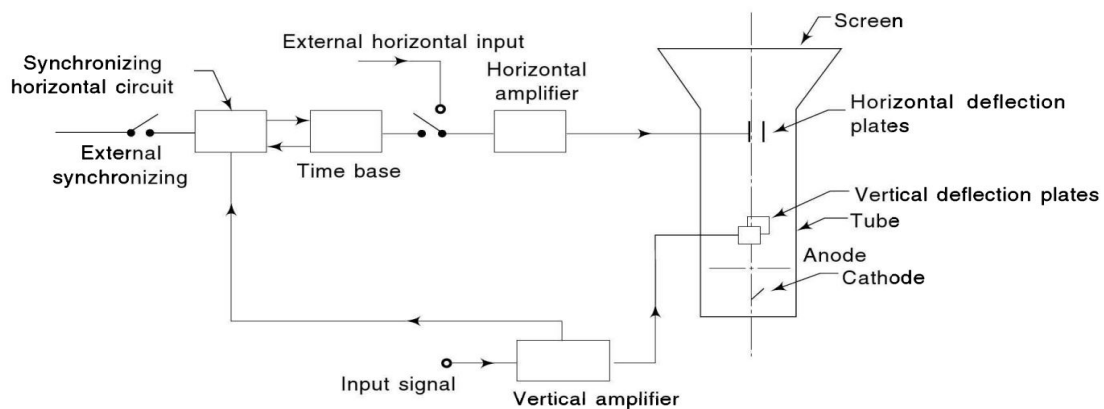 Screen
External horizontal input
Synchronizing
horizontal circuit
Horizontal
amplifier
Horizontal deflection
plates
External
synchronizing
Time base
Vertical deflection plates
Tube
Anode
Cathode
Input signal
Vertical amplifier